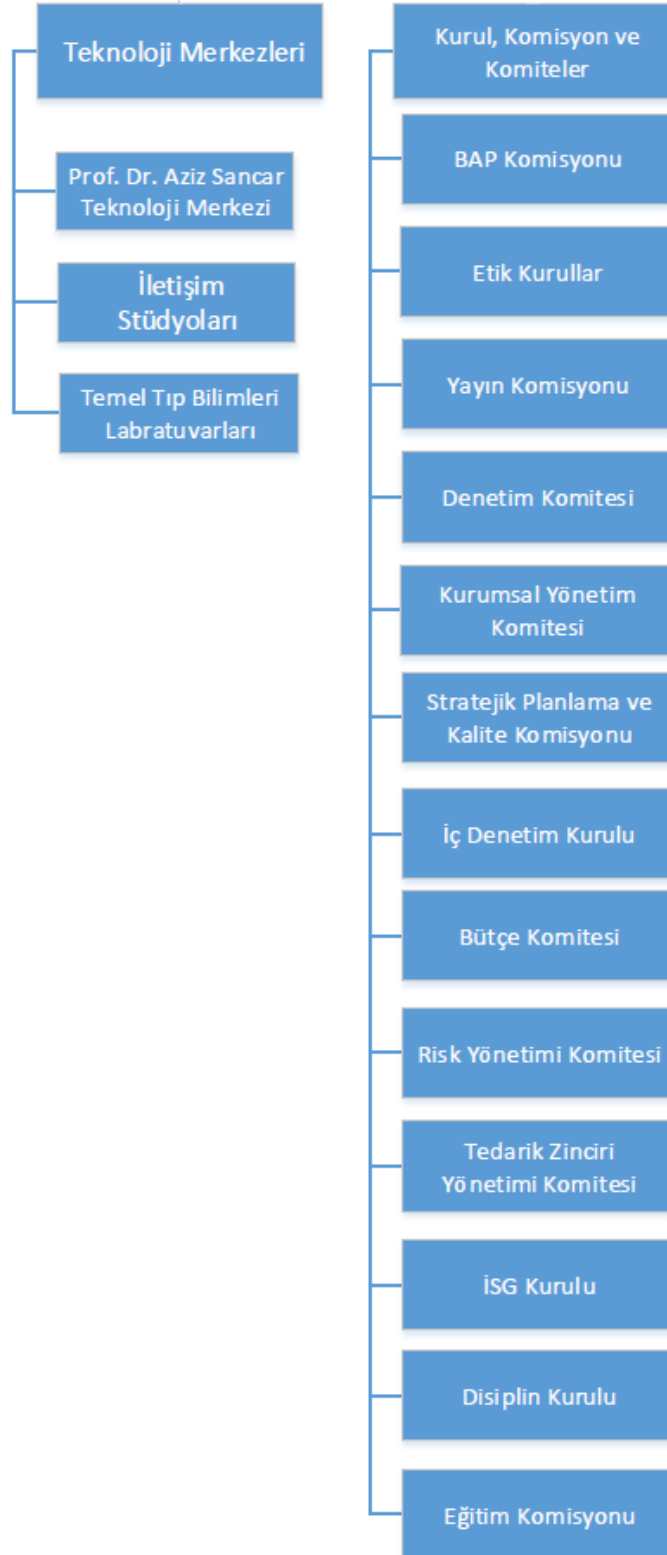 Teknoloji Merkezleri
Prof. Dr. Aziz Sancar
Teknoloji Merkezi
İletişim
Stüdyoları
Temel Tıp Bilimleri
Labratuvarları
Kurul, Komisyon ve
Komiteler
BAP Komisyonu
Etik Kurullar
Yayın Komisyonu
Denetim Komitesi
Kurumsal Yönetim
Komitesi
Stratejik Planlama ve
Kalite Komisyonu
İç Denetim Kurulu
Bütçe Komitesi
Risk Yönetimi Komitesi
Tedarik Zinciri
Yönetimi Komitesi
İSG Kurulu
Disiplin Kurulu
Eğitim Komisyonu